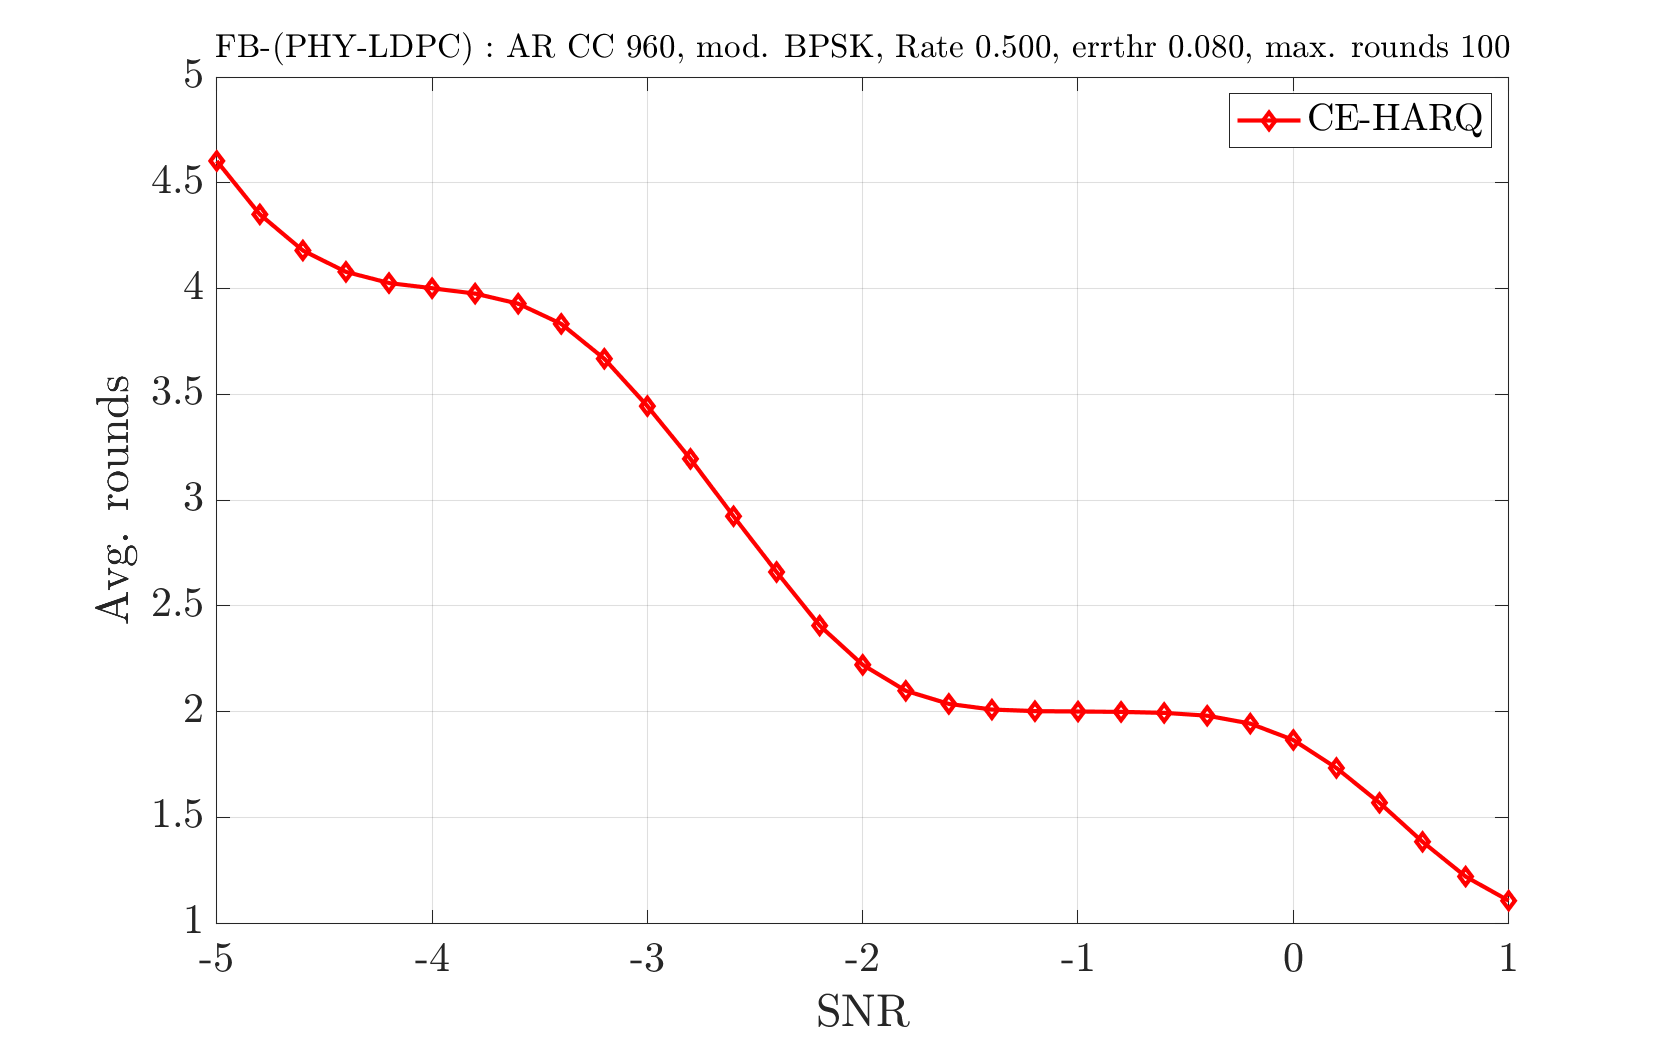 FB-(PHY-LDPC) : AR CC 960, mod. BPSK, Rate 0.500, errthr 0.080, max. rounds 100
CE-HARQ
5
4.5
4
3.5
3
2.5
2
1.5
1
Avg. rounds
-5 -4 -3 -2 -1 0 1
SNR